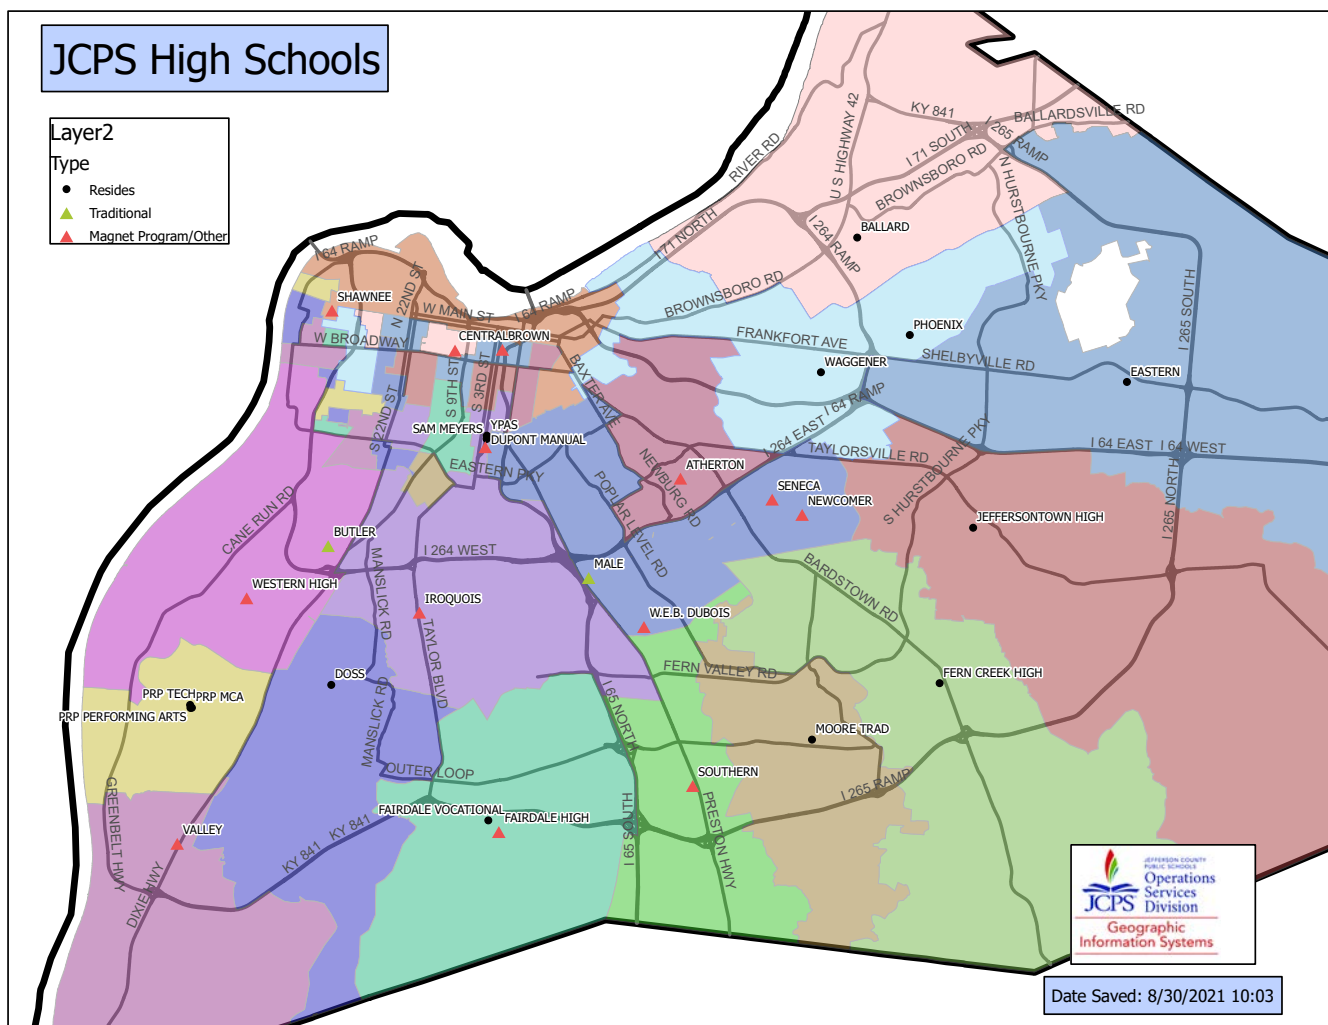 JCPS High Schools
Layer2
Type
Resides
Traditional
Magnet Program/Other
KY 841
BALLARDSVILLE RD
U S HIGHWAY 42
I 71 SOUTH
I 265 RAMP
RIVER RD
BROWNSBORO RD
N HURSTBOURNE PKY
I 71 NORTH
I 264 RAMP
BALLARD
I 64 RAMP
I 265 SOUTH
N 22ND ST
SHAWNEE
W MAIN ST
I 64 RAMP
BROWNSBORO RD
W BROADWAY
CENTRAL
BROWN
FRANKFORT AVE
PHOENIX
SHELBYVILLE RD
WAGGENER
EASTERN
BAXTER AVE
S 9TH ST
S 3RD ST
S 22ND ST
I 64 RAMP
SAM MEYERS
YPAS
DUPONT MANUAL
I 264 EAST
TAYLORSVILLE RD
S HURSTBOURNE PKY
I 64 EAST
I 64 WEST
EASTERN PKY
NEWBURG RD
ATHERTON
POPLAR LEVEL RD
SENECA
NEWCOMER
CANE RUN RD
I 265 NORTH
JEFFERSONTOWN HIGH
BUTLER
MANSLICK RD
I 264 WEST
MALE
BARDSTOWN RD
WESTERN HIGH
IROQUOIS
W.E.B. DUBOIS
TAYLOR BLVD
FERN VALLEY RD
DOSS
FERN CREEK HIGH
PRP TECH
PRP MCA
PRP PERFORMING ARTS
MANSLICK RD
I 65 NORTH
MOORE TRAD
OUTER LOOP
SOUTHERN
I 265 RAMP
GREENBELT HWY
FAIRDALE VOCATIONAL
FAIRDALE HIGH
VALLEY
KY 841
KY 841
I 65 SOUTH
PRESTON HWY
DIXIE HWY
JEFFERSON COUNTY
PUBLIC SCHOOLS
JCPS
Operations
Services
Division
Geographic
Information Systems
Date Saved: 8/30/2021 10:03